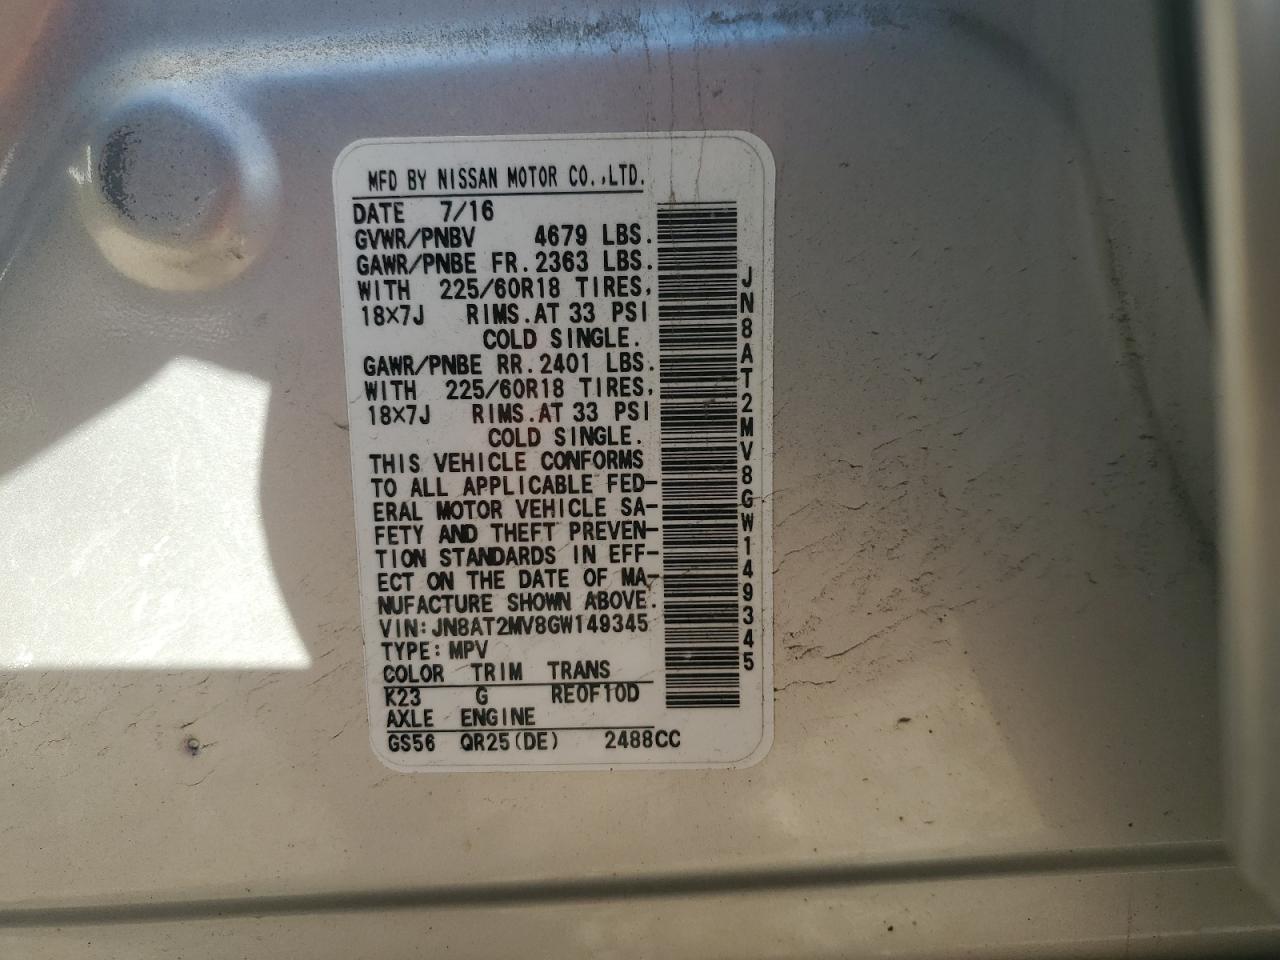 MFD BY NISSAN MOTOR CO.,LTD.
DATE 7/16
GVWR/PNBV 4679 LBS.
GAWR/PNBE FR.2363 LBS.
WITH 225/60R18 TIRES,
18×7J RIMS.AT 33 PSI
COLD SINGLE.
GAWR/PNBE RR.2401 LBS.
WITH 225/60R18 TIRES,
18×7J RIMS.AT 33 PSI
COLD SINGLE.
THIS VEHICLE CONFORMS
TO ALL APPLICABLE FED-
ERAL MOTOR VEHICLE SA-
FETY AND THEFT PREVEN-
TION STANDARDS IN EFF-
ECT ON THE DATE OF MA-
NUFACTURE SHOWN ABOVE.
VIN:JN8AT2MV8GW149345
TYPE:MPV
COLOR TRIM TRANS
K23 G RE0F10D
AXLE ENGINE
GS56 QR25(DE) 2488CC
JN8AT2MV8GW149345